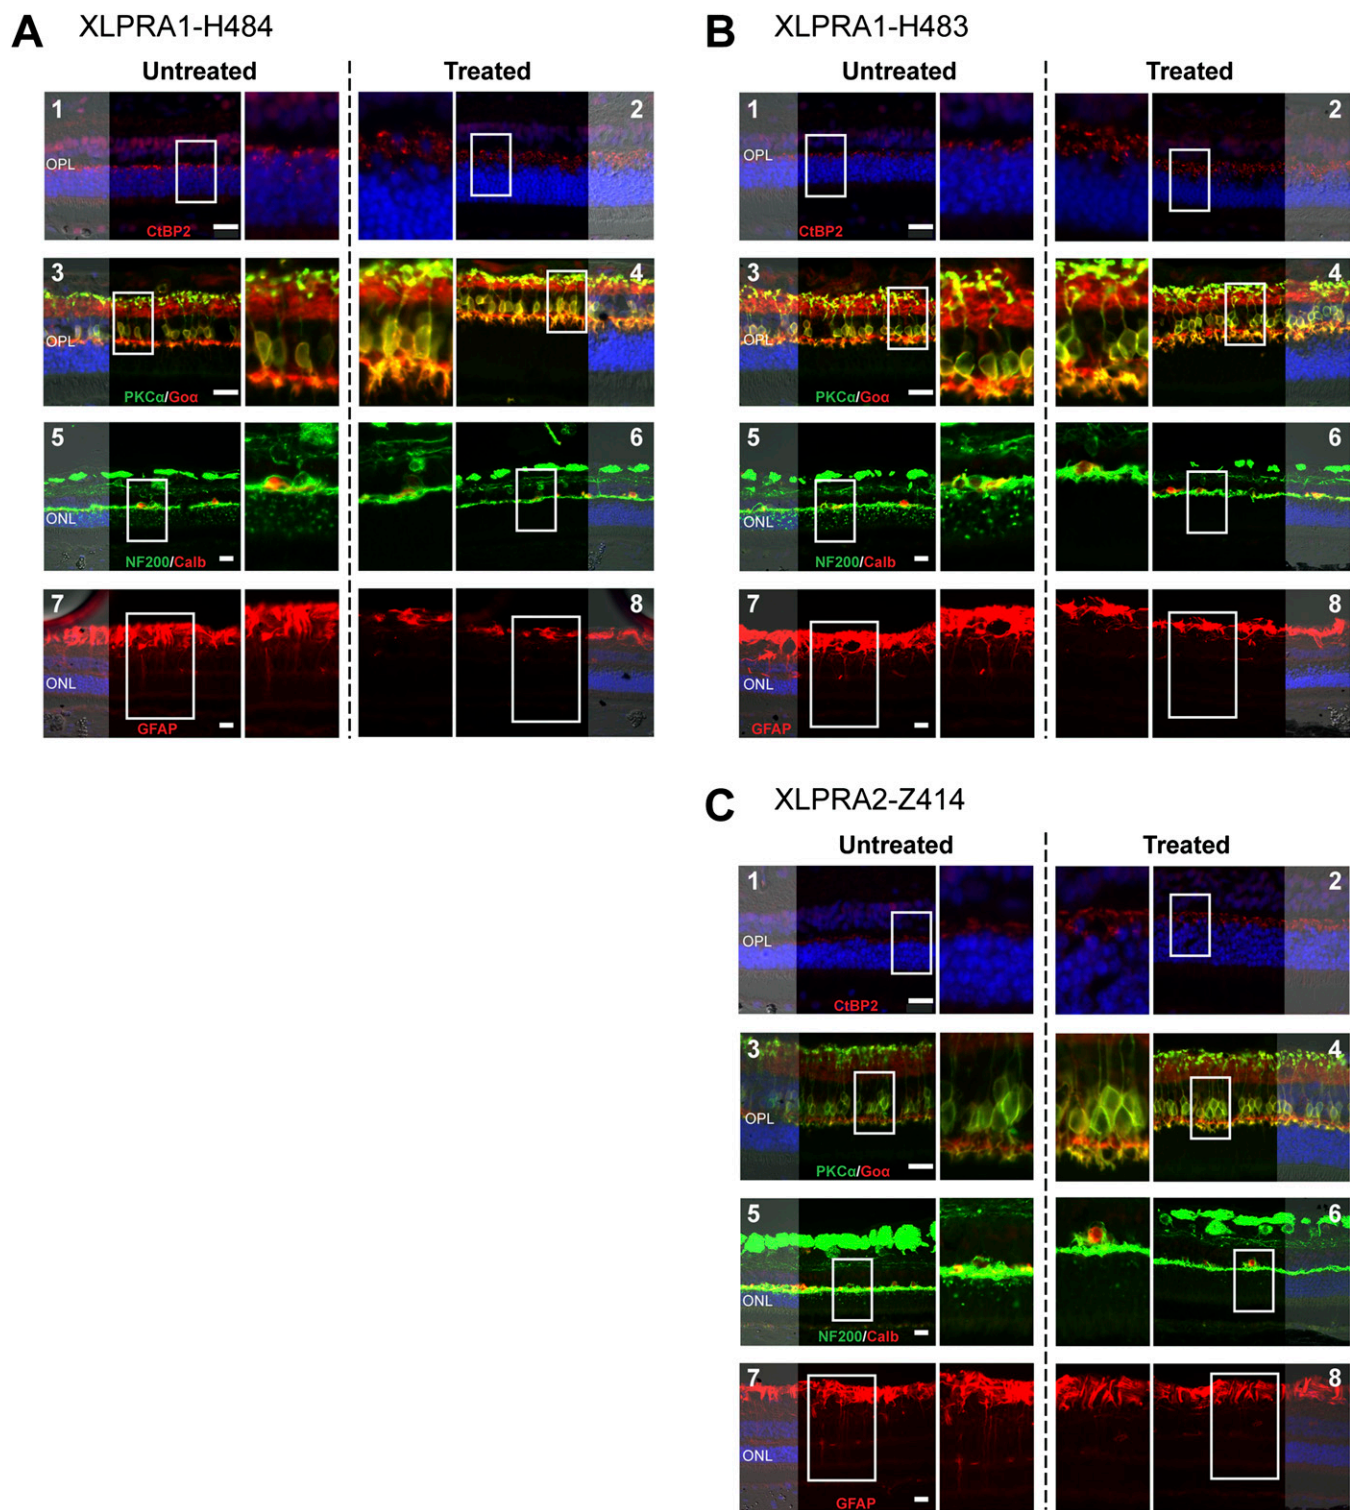 A XLPRA1-H484
Untreated Treated
1 2
OPL
CtBP2
3 4
OPL
PKCα/Goα
5 6
ONL
NF200/Calb
7 8
ONL
GFAP
B XLPRA1-H483
Untreated Treated
1 2
OPL
CtBP2
3 4
OPL
PKCα/Goα
5 6
ONL
NF200/Calb
7 8
ONL
GFAP
C XLPRA2-Z414
Untreated Treated
1 2
OPL
CtBP2
3 4
OPL
PKCα/Goα
5 6
ONL
NF200/Calb
7 8
ONL
GFAP